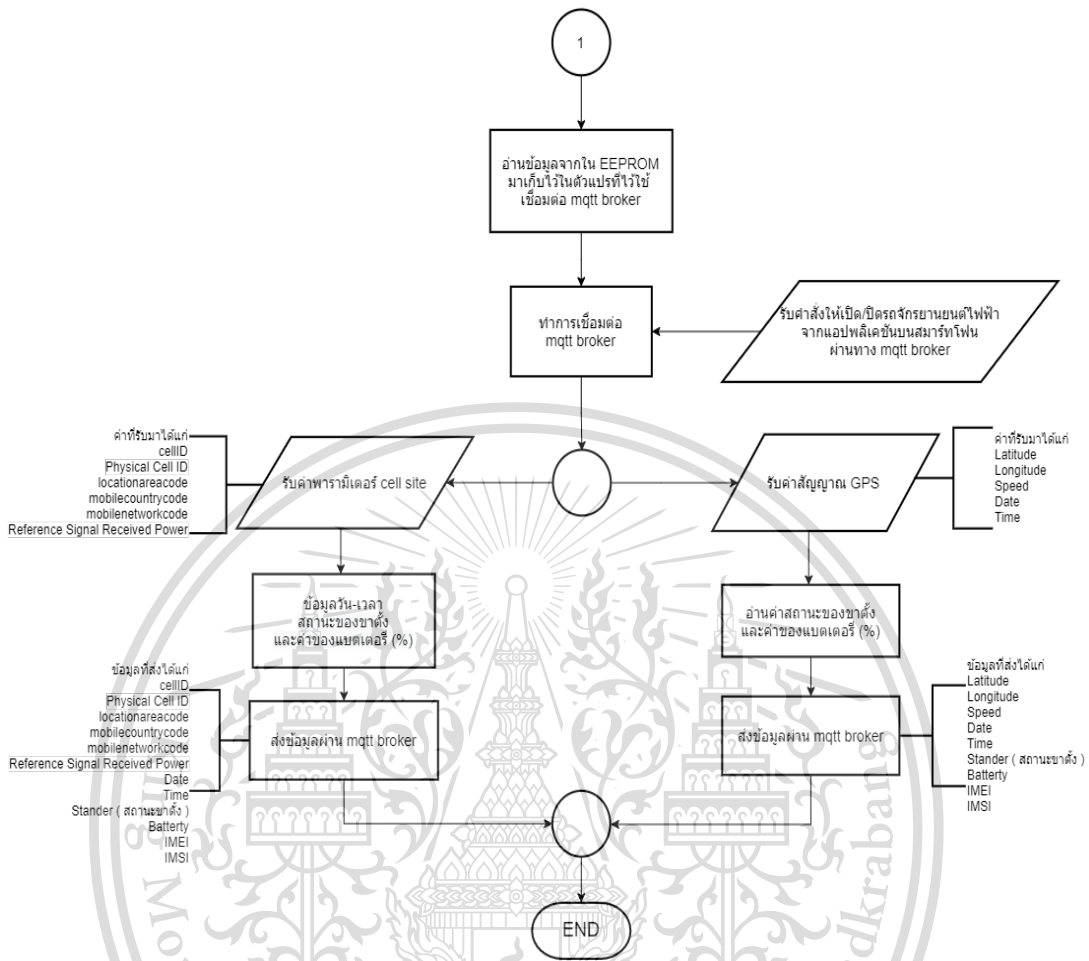 1
อ่านข้อมูลจากใน EEPROM
มาเก็บไว้ในตัวแปรที่ไว้ใช้
เชื่อมต่อ mqtt broker
ทำการเชื่อมต่อ
mqtt broker
รับคำสั่งให้เปิด/ปิดรถจักรยานยนต์ไฟฟ้า
จากแอปพลิเคชันบนสมาร์ทโฟน
ผ่านทาง mqtt broker
ค่าที่รับมาได้แก่
cellID
Physical Cell ID
locationareacode
mobilecountrycode
mobilenetworkcode
Reference Signal Received Power
รับค่าพารามิเตอร์ cell site
รับค่าสัญญาณ GPS
ค่าที่รับมาได้แก่
Latitude
Longitude
Speed
Date
Time
ข้อมูลวัน-เวลา
สถานะของขาตั้ง
และค่าของแบตเตอรี่ (%)
อ่านค่าสถานะของขาตั้ง
และค่าของแบตเตอรี่ (%)
ข้อมูลที่ส่งได้แก่
cellID
Physical Cell ID
locationareacode
mobilecountrycode
mobilenetworkcode
Reference Signal Received Power
Date
Time
Stander ( สถานะขาตั้ง )
Batterty
IMEI
IMSI
ส่งข้อมูลผ่าน mqtt broker
ส่งข้อมูลผ่าน mqtt broker
ข้อมูลที่ส่งได้แก่
Latitude
Longitude
Speed
Date
Time
Stander ( สถานะขาตั้ง )
Batterty
IMEI
IMSI
END